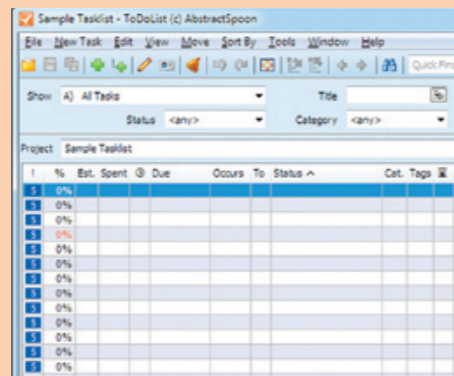 Sample Tasklist - ToDoList (c) AbstractSpoon
File New Task Edit View Move Sort By Tools Window Help
Quick Fin
Show A) All Tasks Title
Status <any> Category <any>
Project Sample Tasklist
! % Est. Spent Due Occurs To Status Cat. Tags
5 0%
5 0%
5 0%
5 0%
5 0%
5 0%
5 0%
5 0%
5 0%
5 0%
5 0%
5 0%
5 0%